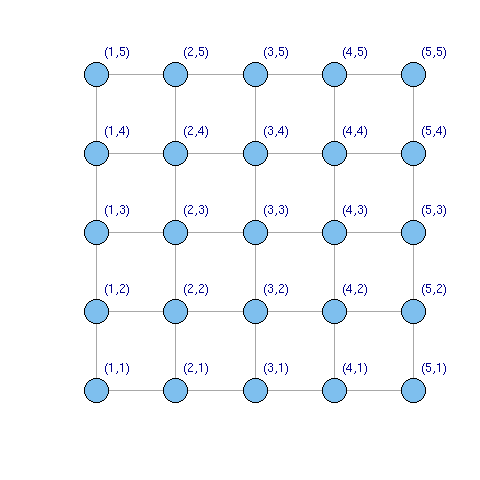 (1,5) (2,5) (3,5) (4,5) (5,5)
(1,4) (2,4) (3,4) (4,4) (5,4)
(1,3) (2,3) (3,3) (4,3) (5,3)
(1,2) (2,2) (3,2) (4,2) (5,2)
(1,1) (2,1) (3,1) (4,1) (5,1)